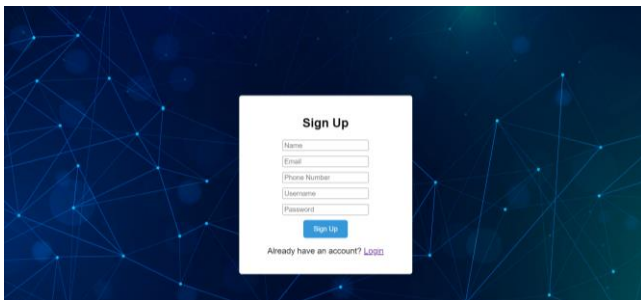 Sign Up
Name
Email
Phone Number
Username
Password
Sign Up
Already have an account? Login